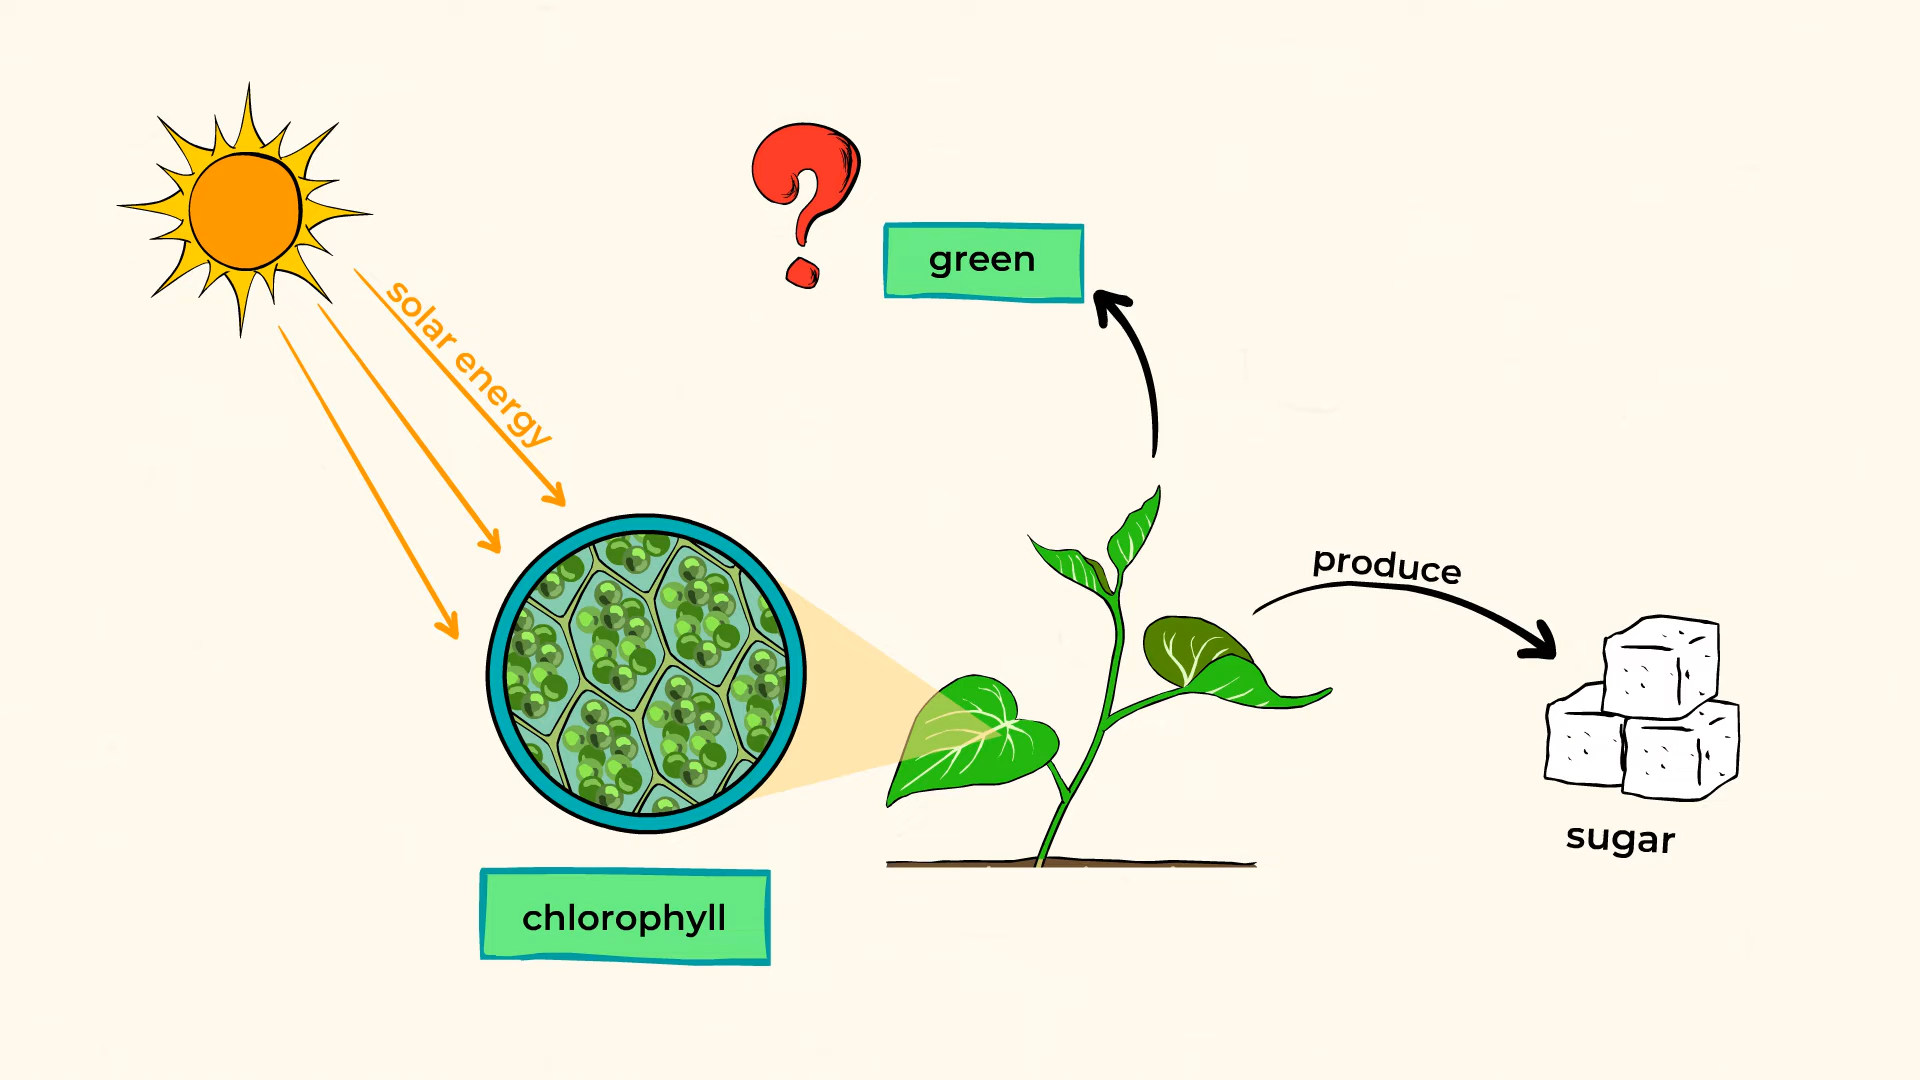 green
solar energy
produce
sugar
chlorophyll